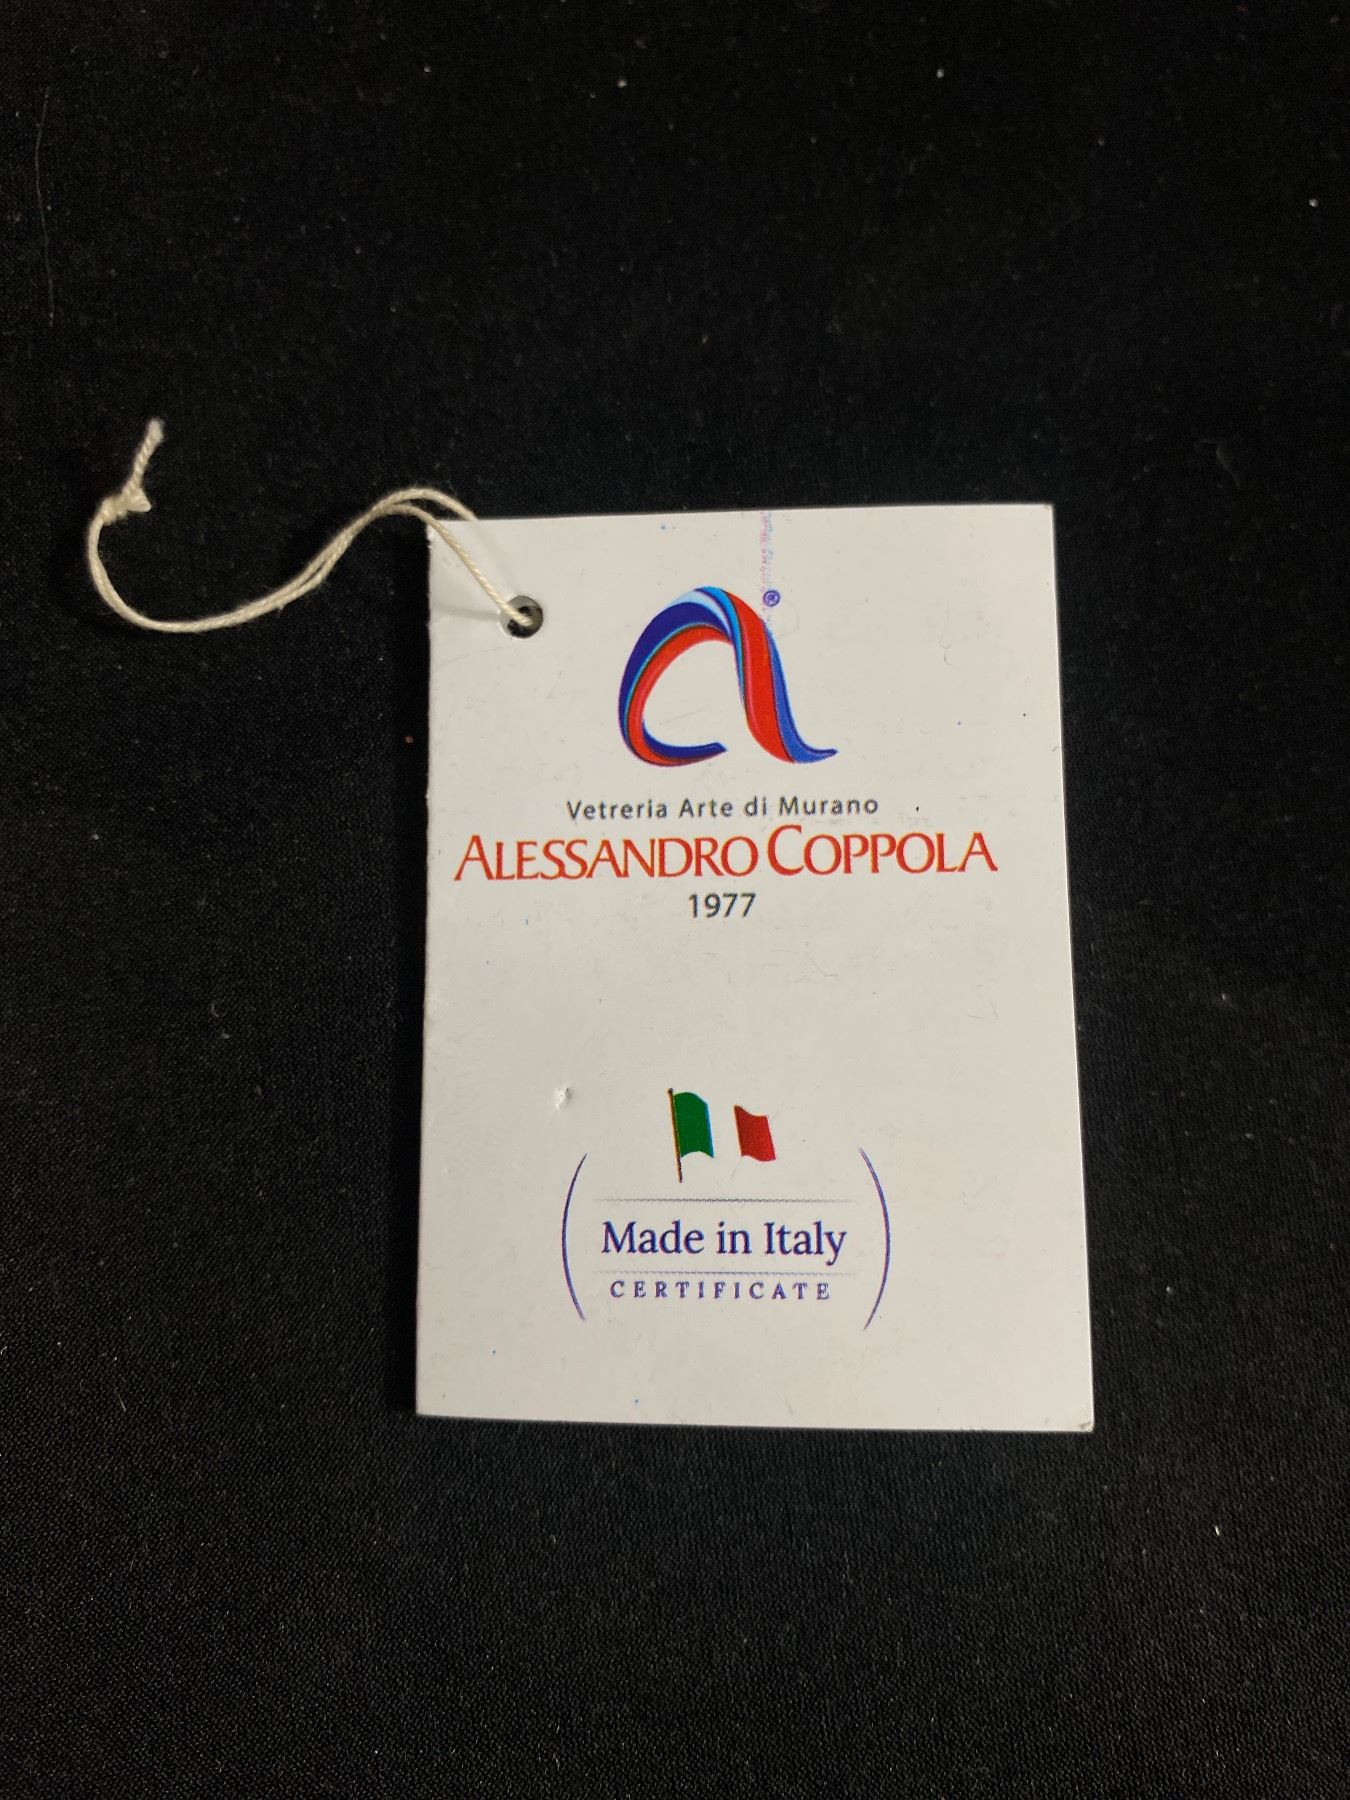 ®
Vetreria Arte di Murano
ALESSANDRO COPPOLA
1977
Made in Italy
CERTIFICATE